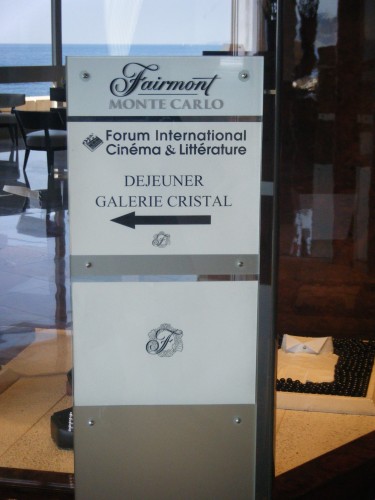 Fairmont
MONTE CARLO
Forum International
Cinéma & Littérature
DEJEUNER
GALERIE CRISTAL
F
F